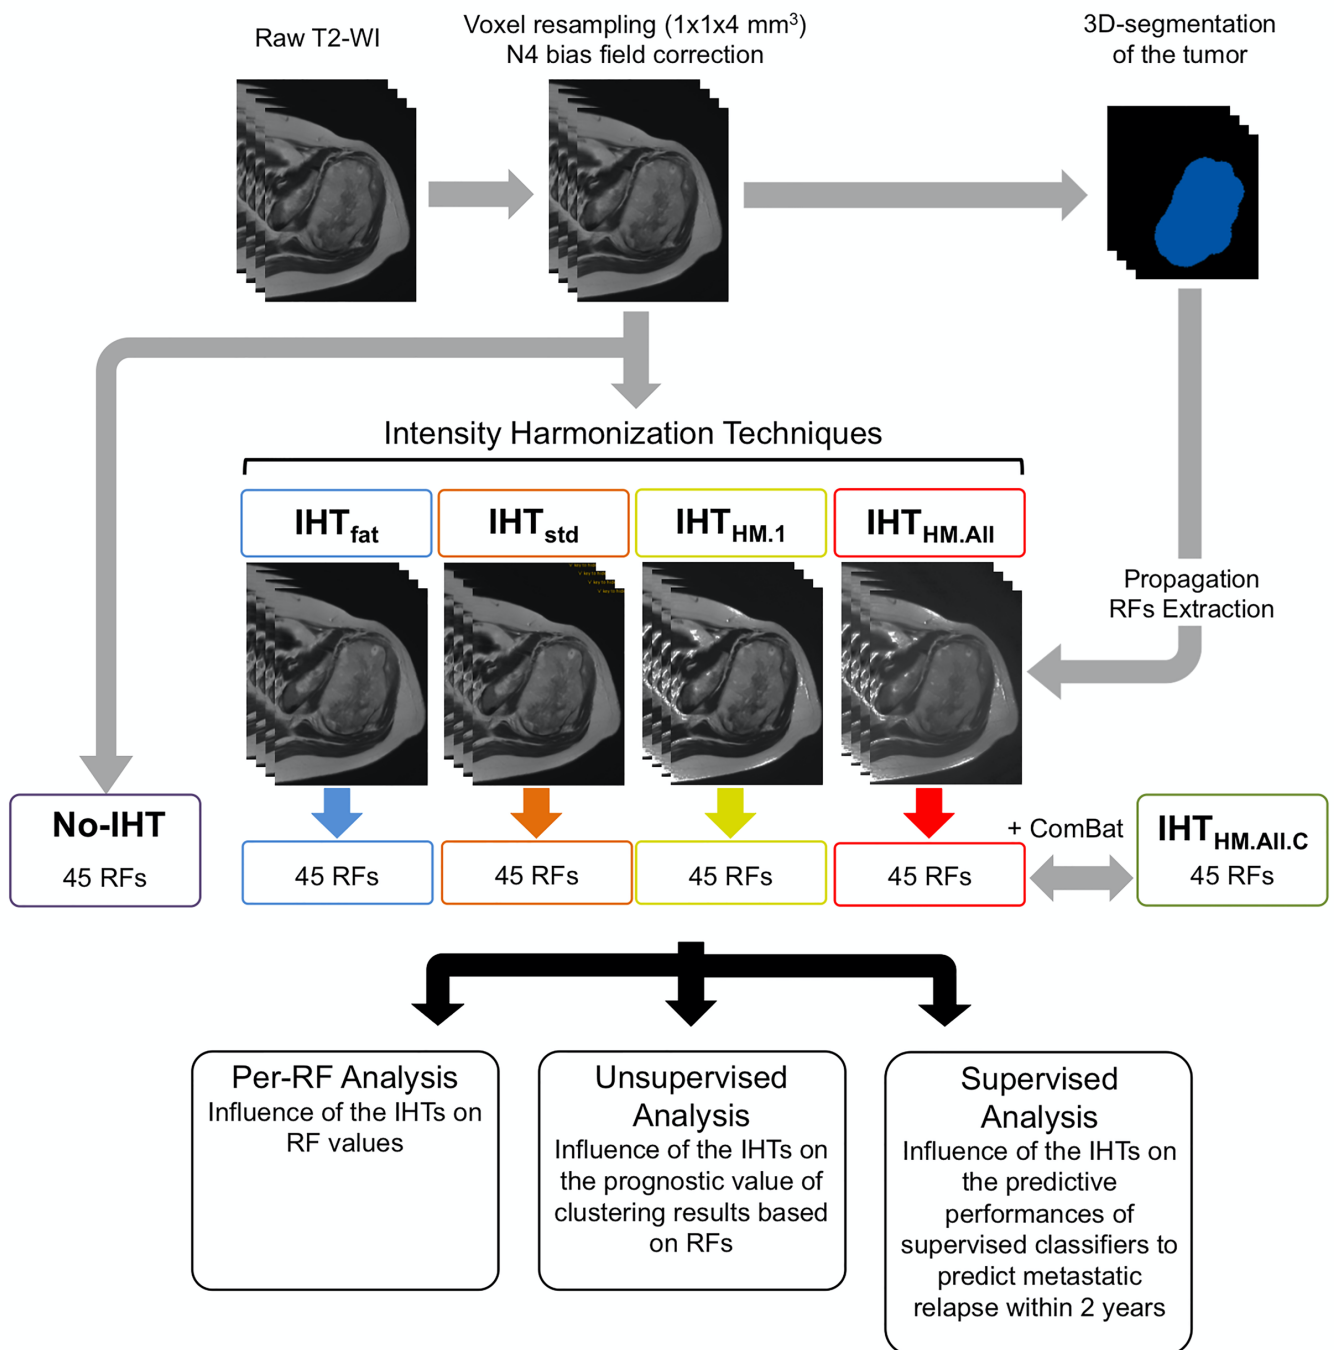 Raw T2-WI
Voxel resampling (1x1x4 mm³)
N4 bias field correction
3D-segmentation
of the tumor
Intensity Harmonization Techniques
IHTfat
IHTstd
IHTHM.1
IHTHM.All
Propagation
RFs Extraction
No-IHT
45 RFs
45 RFs
45 RFs
45 RFs
45 RFs
+ ComBat
IHTHM.All.C
45 RFs
Per-RF Analysis
Influence of the IHTs on
RF values
Unsupervised
Analysis
Influence of the IHTs on
the prognostic value of
clustering results based
on RFs
Supervised
Analysis
Influence of the IHTs on
the predictive
performances of
supervised classifiers to
predict metastatic
relapse within 2 years